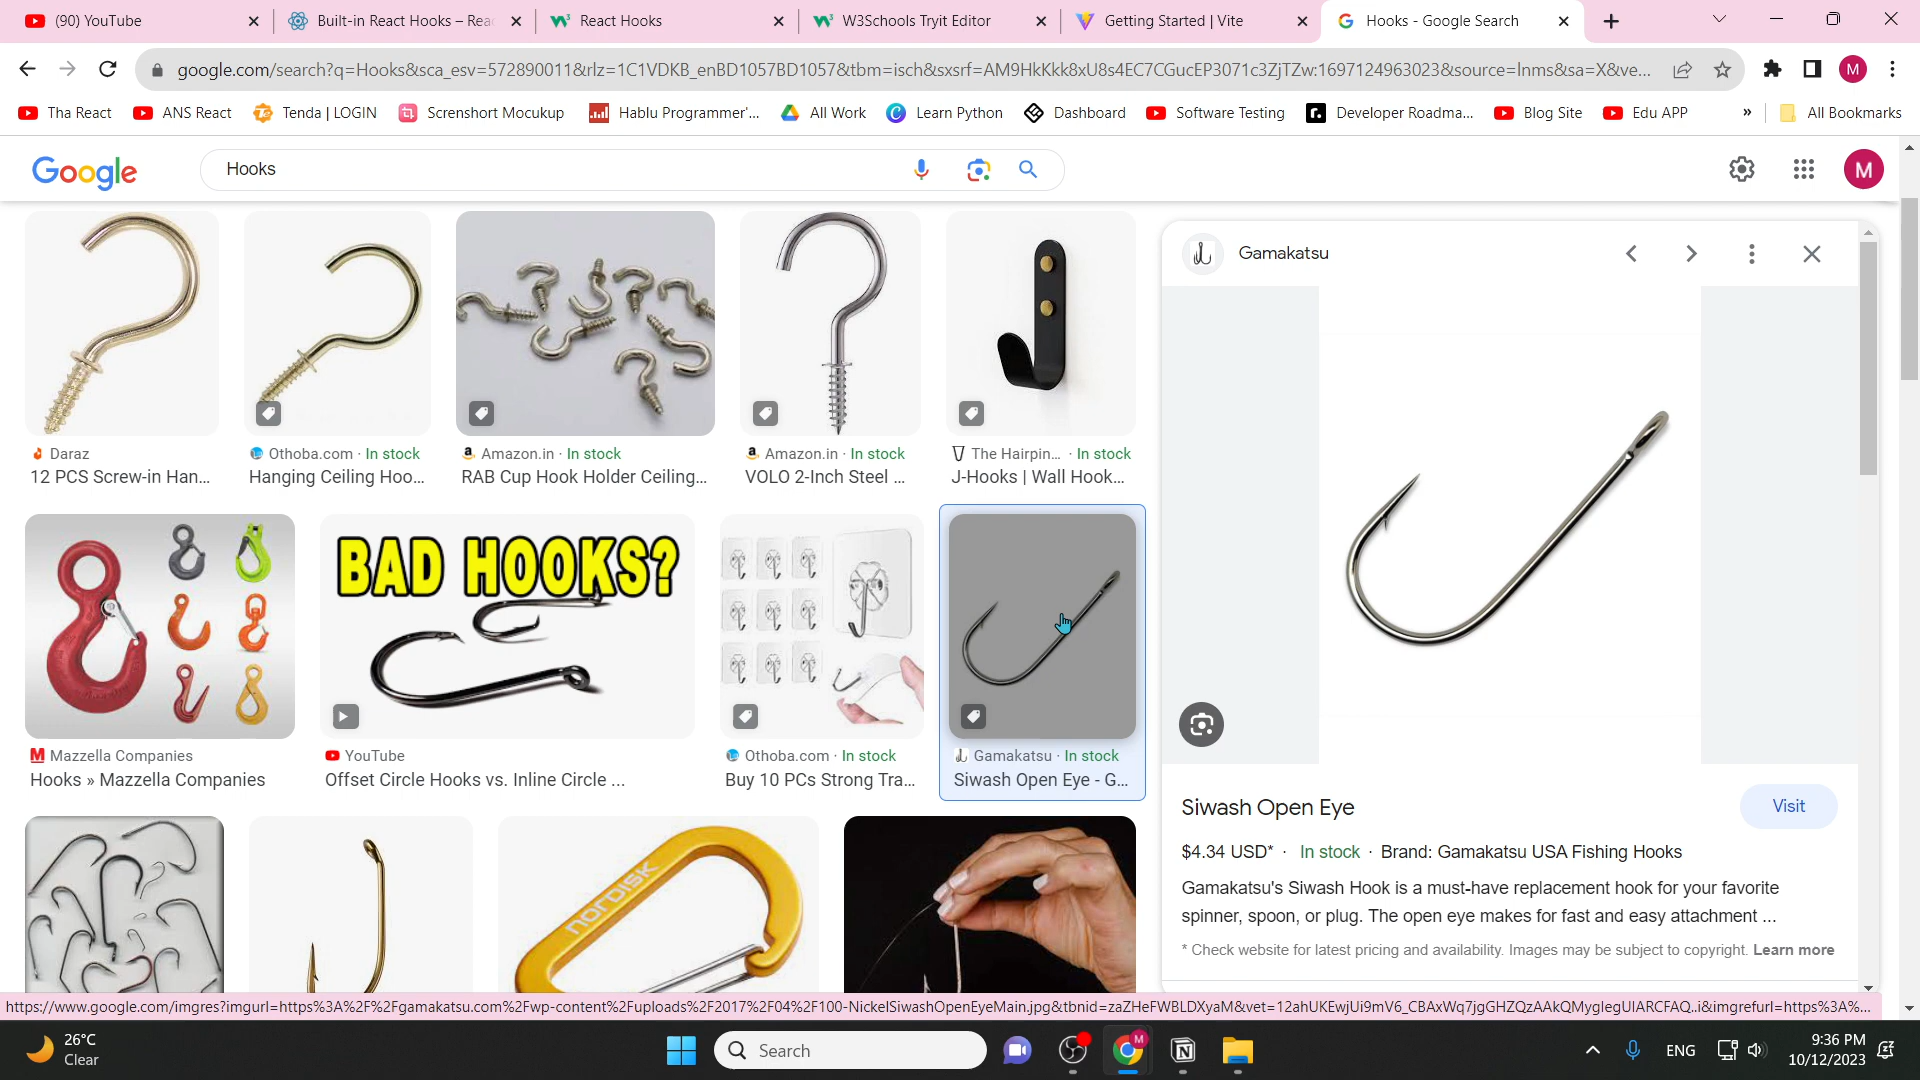 (90) YouTube
Built-in React Hooks – Rea
React Hooks
W3Schools Tryit Editor
Getting Started | Vite
Hooks - Google Search
google.com/search?q=Hooks&sca_esv=572890011&rlz=1C1VDKB_enBD1057BD1057&tbm=isch&sxsrf=AM9HkKkk8xU8s4EC7CGucEP3071c3ZjTZw:1697124963023&source=lnms&sa=X&ve...
M
Tha React
ANS React
Tenda | LOGIN
Screnshort Mocukup
Hablu Programmer'...
All Work
Learn Python
Dashboard
Software Testing
Developer Roadma...
Blog Site
Edu APP
»
All Bookmarks
Google
Hooks
M
Daraz
12 PCS Screw-in Han...
Othoba.com · In stock
Hanging Ceiling Hoo...
Amazon.in · In stock
RAB Cup Hook Holder Ceiling...
Amazon.in · In stock
VOLO 2-Inch Steel ...
The Hairpin... · In stock
J-Hooks | Wall Hook...
BAD HOOKS?
Mazzella Companies
Hooks » Mazzella Companies
YouTube
Offset Circle Hooks vs. Inline Circle ...
Othoba.com · In stock
Buy 10 PCs Strong Tra...
Gamakatsu · In stock
Siwash Open Eye - G...
NORDISK
Gamakatsu
Siwash Open Eye
Visit
$4.34 USD* · In stock · Brand: Gamakatsu USA Fishing Hooks
Gamakatsu's Siwash Hook is a must-have replacement hook for your favorite
spinner, spoon, or plug. The open eye makes for fast and easy attachment ...
* Check website for latest pricing and availability. Images may be subject to copyright. Learn more
https://www.google.com/imgres?imgurl=https%3A%2F%2Fgamakatsu.com%2Fwp-content%2Fuploads%2F2017%2F04%2F100-NickelSiwashOpenEyeMain.jpg&tbnid=zaZHeFWBLDXyaM&vet=12ahUKEwjUi9mV6_CBAxWq7jgGHZQzAAkQMyglegUIARCFAQ..i&imgrefurl=https%3A%...
26°C
Clear
Search
M
ENG
9:36 PM
10/12/2023